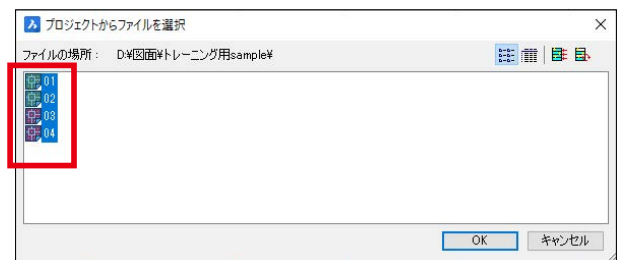 プロジェクトからファイルを選択
ファイルの場所： D:¥図面¥トレーニング用sample¥
01
02
03
04
OK キャンセル